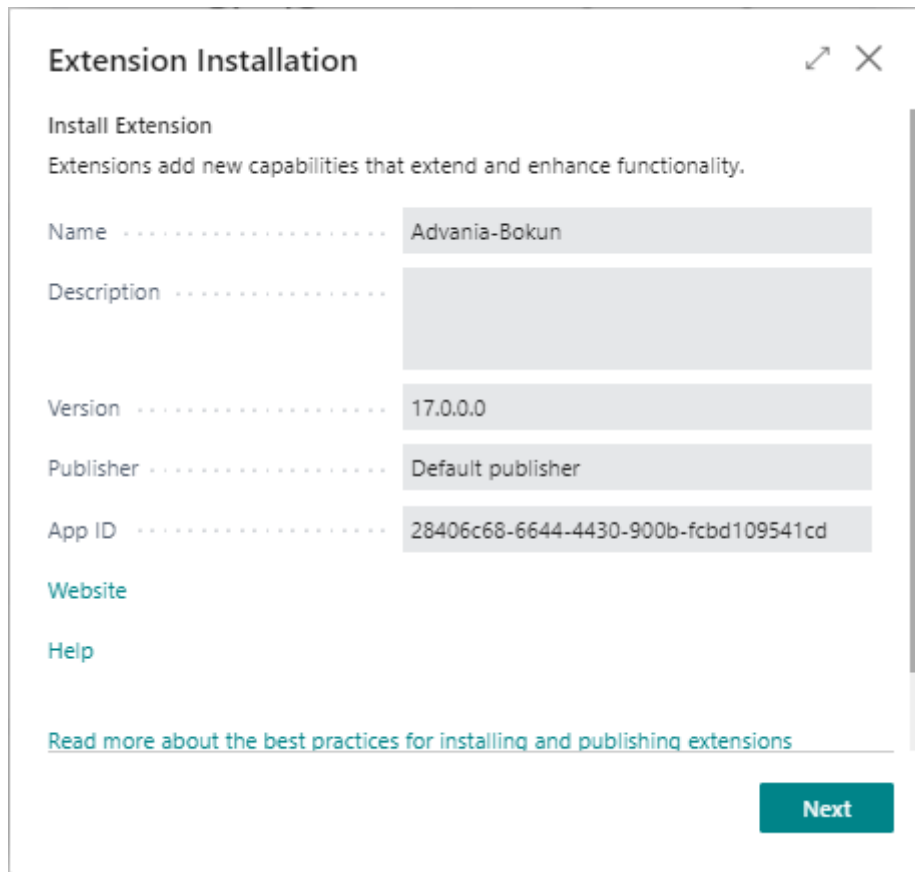 Extension Installation
Install Extension
Extensions add new capabilities that extend and enhance functionality.
Name Advania-Bokun
Description
Version 17.0.0.0
Publisher Default publisher
App ID 28406c68-6644-4430-900b-fcbd109541cd
Website
Help
Read more about the best practices for installing and publishing extensions
Next